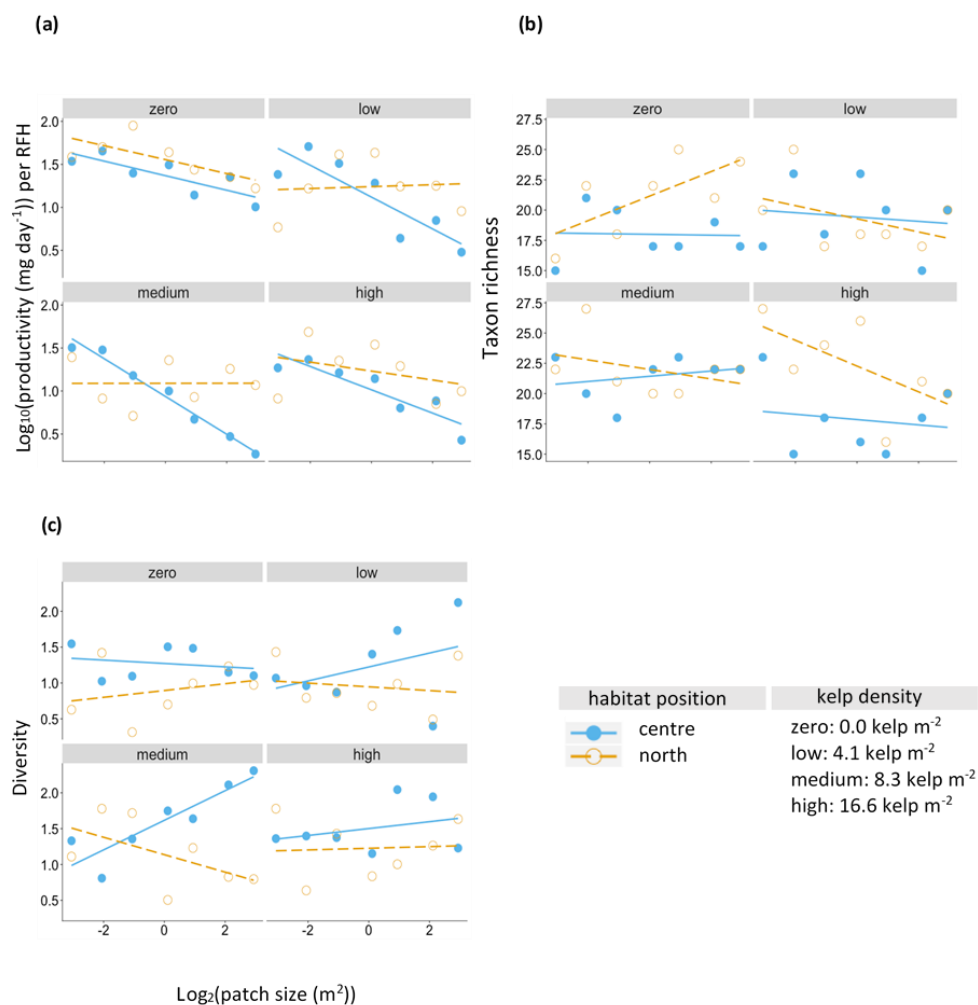 (a)
zero
low
2.0
1.5
1.0
0.5
medium
high
2.0
1.5
1.0
0.5
Log10(productivity (mg day-1)) per RFH
(b)
zero
low
27.5
25.0
22.5
20.0
17.5
15.0
medium
high
27.5
25.0
22.5
20.0
17.5
15.0
Taxon richness
(c)
zero
low
2.0
1.5
1.0
0.5
medium
high
2.0
1.5
1.0
0.5
-2
0
2
-2
0
2
Diversity
Log2(patch size (m2))
habitat position
centre
north
kelp density
zero: 0.0 kelp m-2
low: 4.1 kelp m-2
medium: 8.3 kelp m-2
high: 16.6 kelp m-2